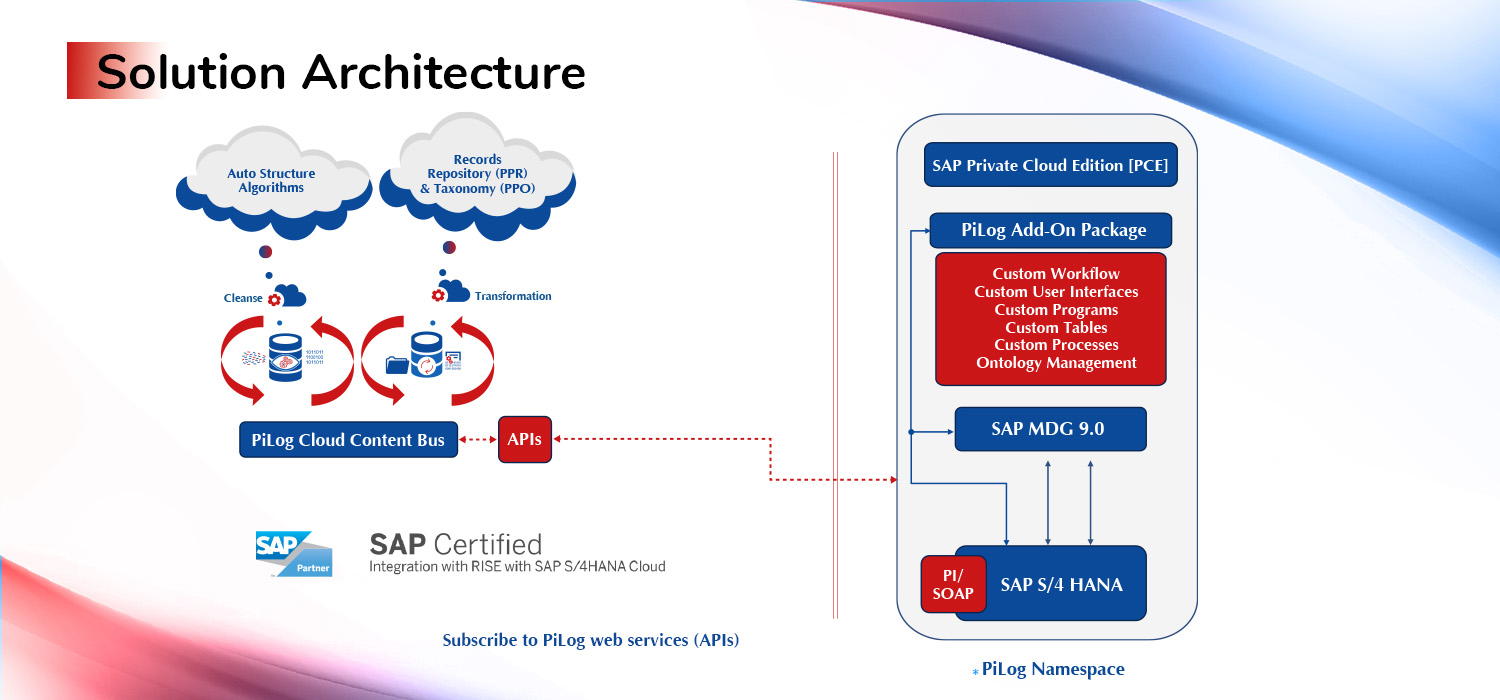 Solution Architecture
Auto Structure
Algorithms
Records
Repository (PPR)
& Taxonomy (PPO)
Cleanse
Transformation
1011011
1100100
1011011
PiLog Cloud Content Bus
APIs
SAP
Partner
SAP Certified
Integration with RISE with SAP S/4HANA Cloud
Subscribe to PiLog web services (APIs)
SAP Private Cloud Edition [PCE]
PiLog Add-On Package
Custom Workflow
Custom User Interfaces
Custom Programs
Custom Tables
Custom Processes
Ontology Management
SAP MDG 9.0
PI/
SOAP
SAP S/4 HANA
* PiLog Namespace